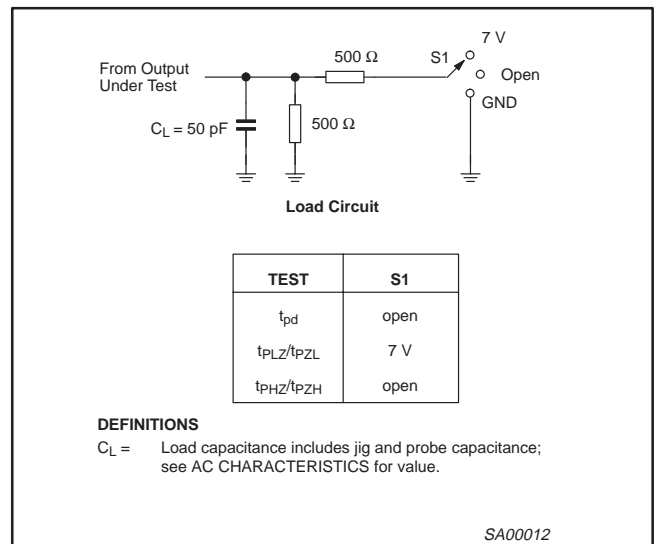 7 V
500 Ω
S1
From Output
Under Test
Open
GND
C_L = 50 pF
500 Ω
Load Circuit
TEST S1
t_pd open
t_PLZ/t_PZL 7 V
t_PHZ/t_PZH open
DEFINITIONS
C_L = Load capacitance includes jig and probe capacitance;
see AC CHARACTERISTICS for value.
SA00012